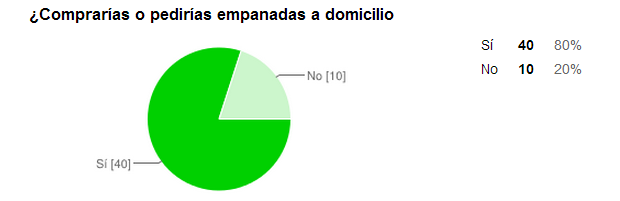 ¿Comprarías o pedirías empanadas a domicilio
Sí 40 80%
No 10 20%
No [10]
Sí [40]